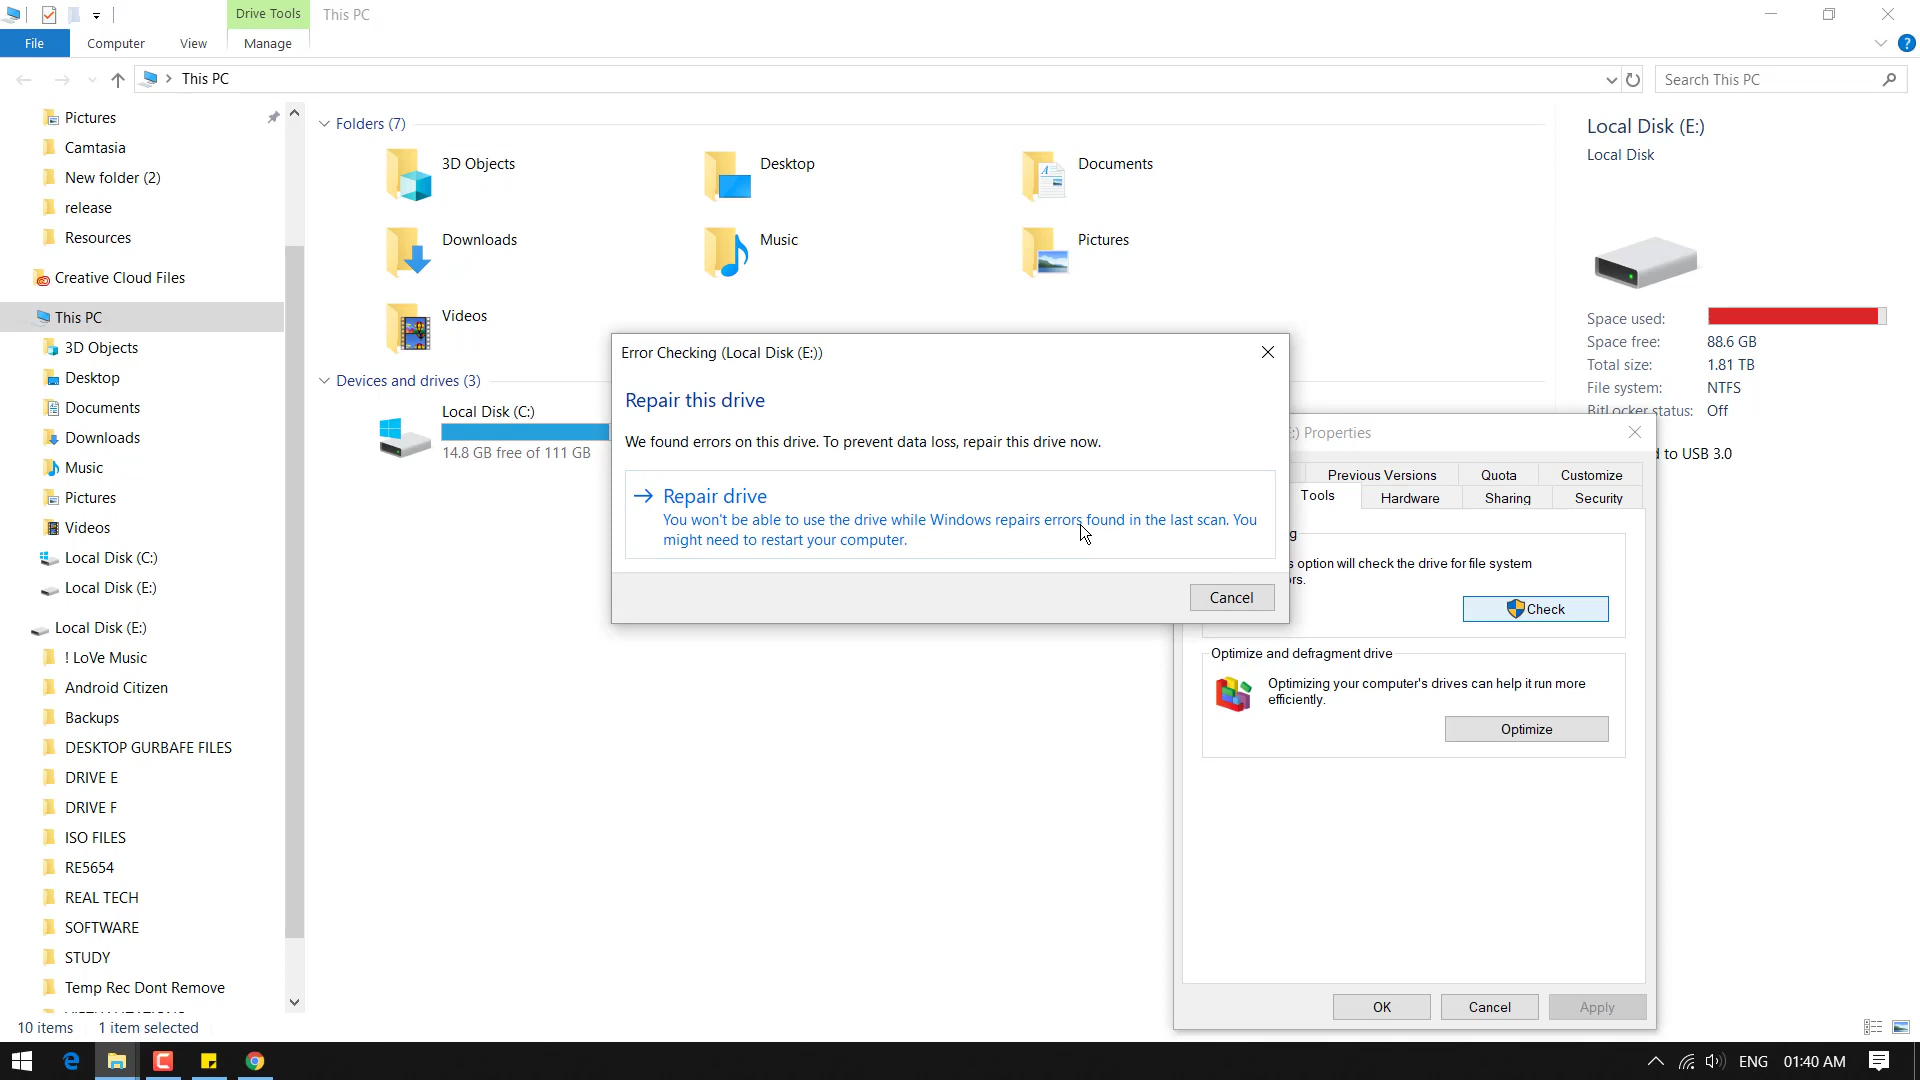 Drive Tools
This PC
File
Computer
View
Manage
This PC
Search This PC
Pictures
Camtasia
New folder (2)
release
Resources
Creative Cloud Files
This PC
3D Objects
Desktop
Documents
Downloads
Music
Pictures
Videos
Local Disk (C:)
Local Disk (E:)
Local Disk (E:)
! LoVe Music
Android Citizen
Backups
DESKTOP GURBAFE FILES
DRIVE E
DRIVE F
ISO FILES
RE5654
REAL TECH
SOFTWARE
STUDY
Temp Rec Dont Remove
Folders (7)
3D Objects
Desktop
Documents
Downloads
Music
Pictures
Videos
Devices and drives (3)
Local Disk (C:)
14.8 GB free of 111 GB
Local Disk (E:)
Local Disk
Space used:
Space free: 88.6 GB
Total size: 1.81 TB
File system: NTFS
BitLocker status: Off
d to USB 3.0
Error Checking (Local Disk (E:))
Repair this drive
We found errors on this drive. To prevent data loss, repair this drive now.
Repair drive
You won't be able to use the drive while Windows repairs errors found in the last scan. You
might need to restart your computer.
Cancel
:) Properties
Previous Versions
Quota
Customize
Tools
Hardware
Sharing
Security
g
s option will check the drive for file system
rs.
Check
Optimize and defragment drive
Optimizing your computer's drives can help it run more
efficiently.
Optimize
OK
Cancel
Apply
10 items
1 item selected
ENG
01:40 AM